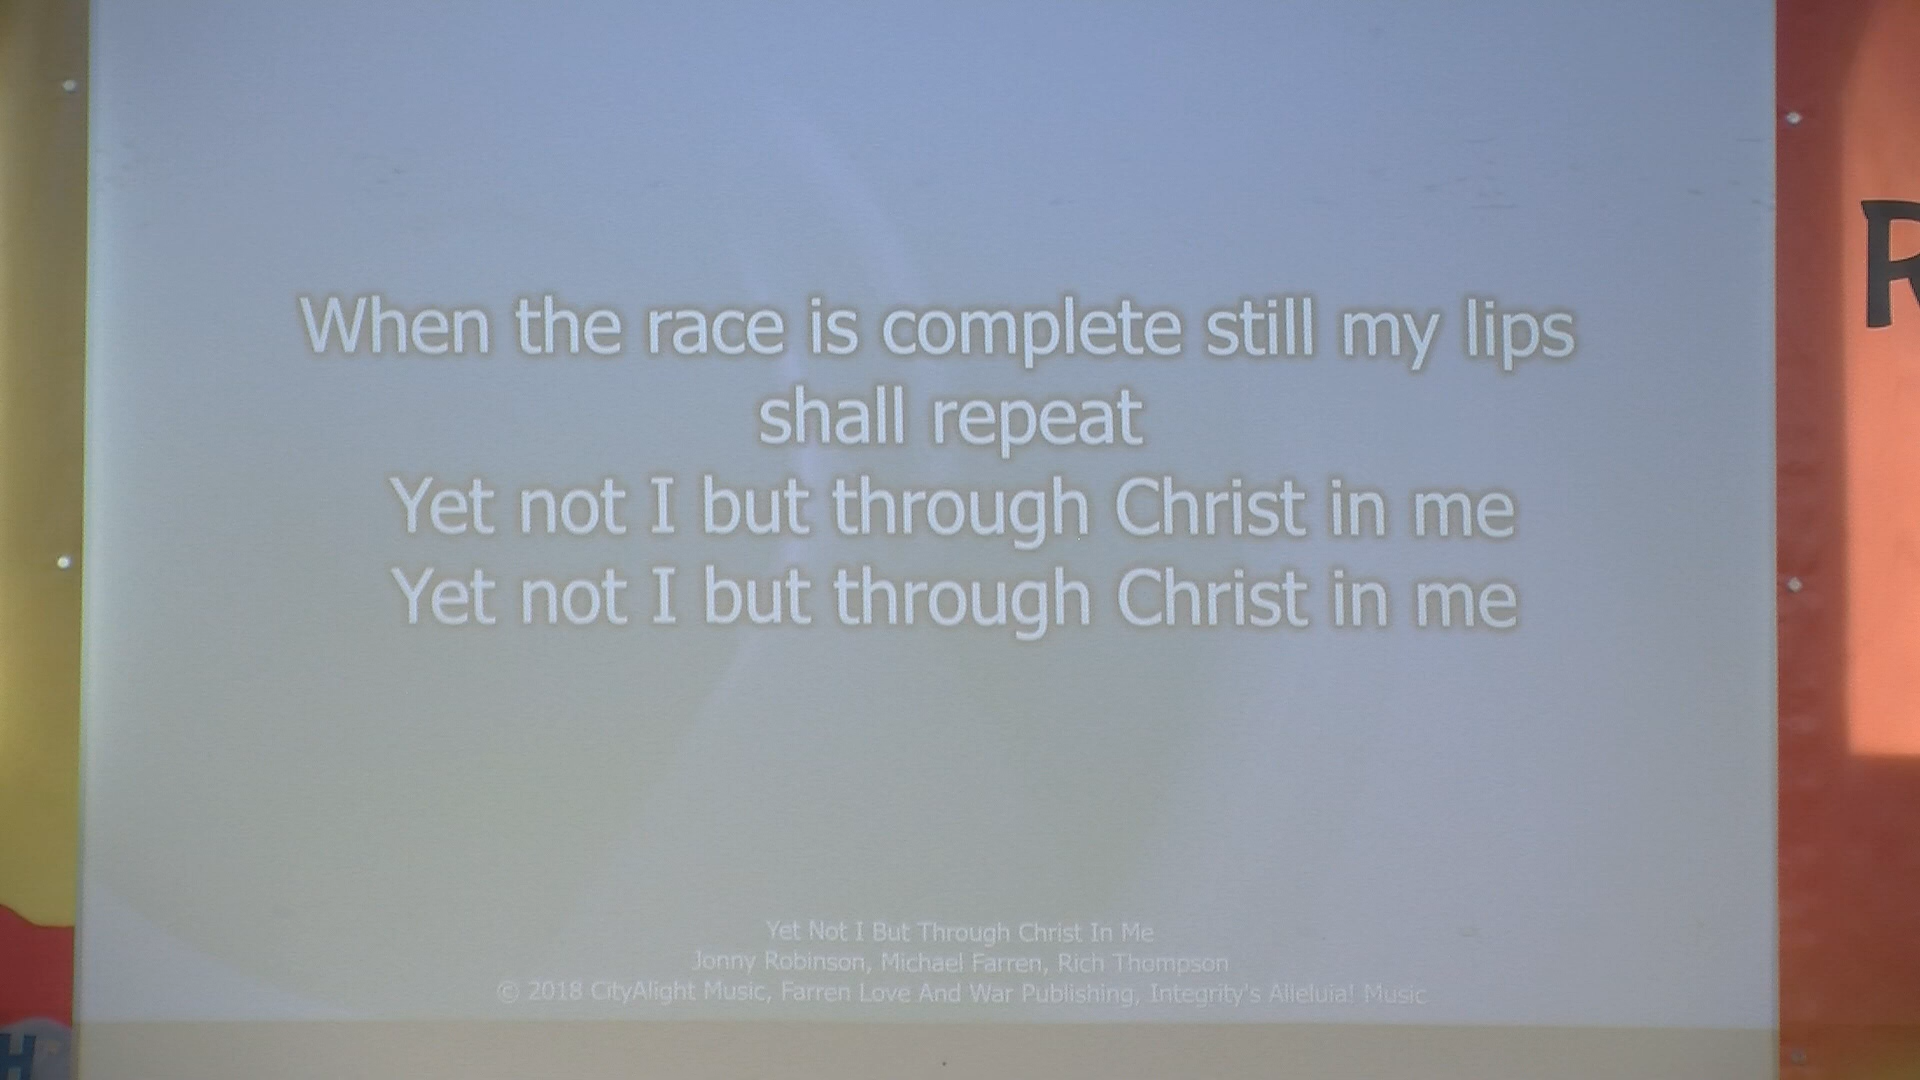 When the race is complete still my lips
shall repeat
Yet not I but through Christ in me
Yet not I but through Christ in me
Yet Not I But Through Christ In Me
Jonny Robinson, Michael Farren, Rich Thompson
© 2018 CityAlight Music, Farren Love And War Publishing, Integrity's Alleluia! Music
R
H